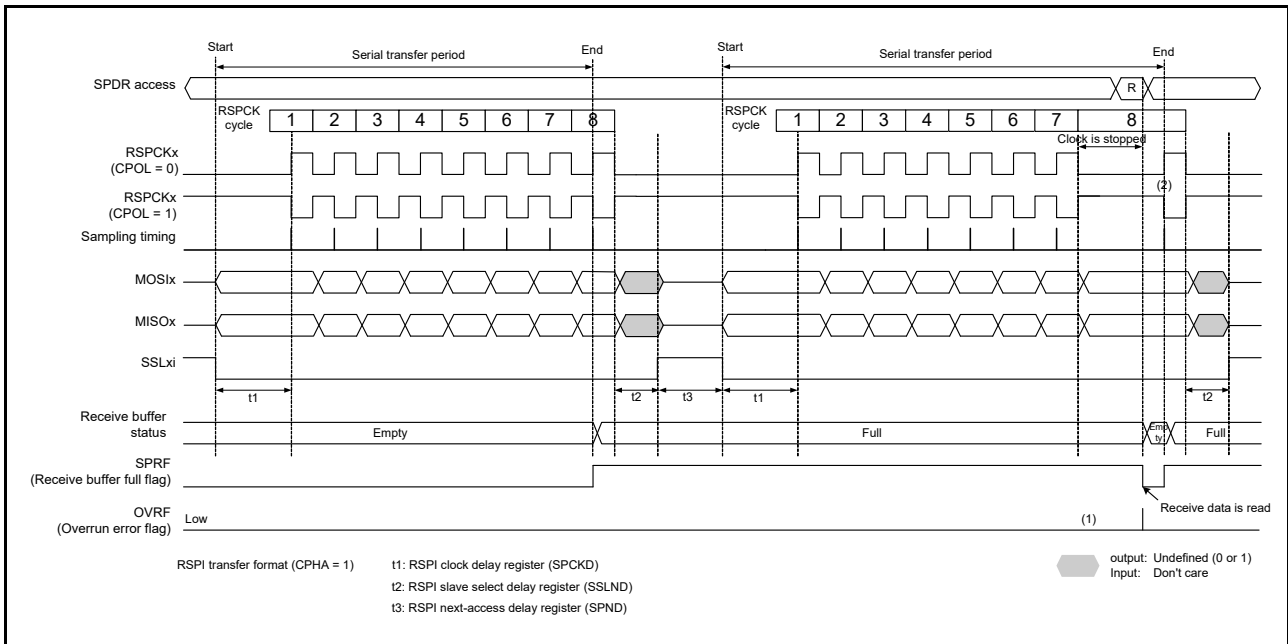 Start Serial transfer period End Start Serial transfer period End
SPDR access R
RSPCK cycle 1 2 3 4 5 6 7 8 RSPCK cycle 1 2 3 4 5 6 7 8
Clock is stopped
RSPCKx
(CPOL = 0)
(2)
RSPCKx
(CPOL = 1)
Sampling timing
MOSIx
MISOx
SSLxi
t1 t2 t3 t1 t2
Receive buffer
status
Empty Full Emp
ty Full
SPRF
(Receive buffer full flag)
Receive data is read
OVRF
(Overrun error flag)
Low (1)
RSPI transfer format (CPHA = 1) t1: RSPI clock delay register (SPCKD)
t2: RSPI slave select delay register (SSLND)
t3: RSPI next-access delay register (SPND)
output: Undefined (0 or 1)
Input: Don't care